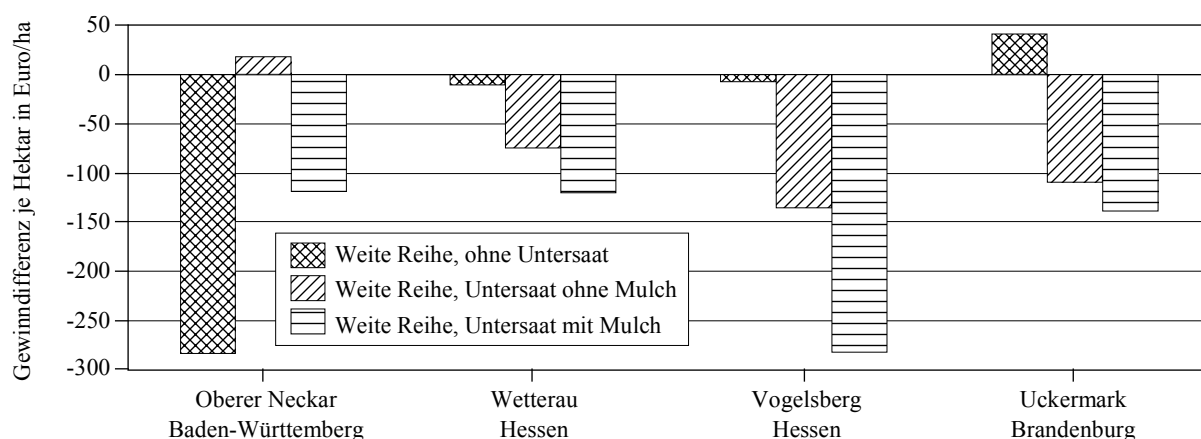 Gewinndifferenz je Hektar in Euro/ha
50
0
-50
-100
-150
-200
-250
-300
Weite Reihe, ohne Untersaat
Weite Reihe, Untersaat ohne Mulch
Weite Reihe, Untersaat mit Mulch
Oberer Neckar
Baden-Württemberg
Wetterau
Hessen
Vogelsberg
Hessen
Uckermark
Brandenburg